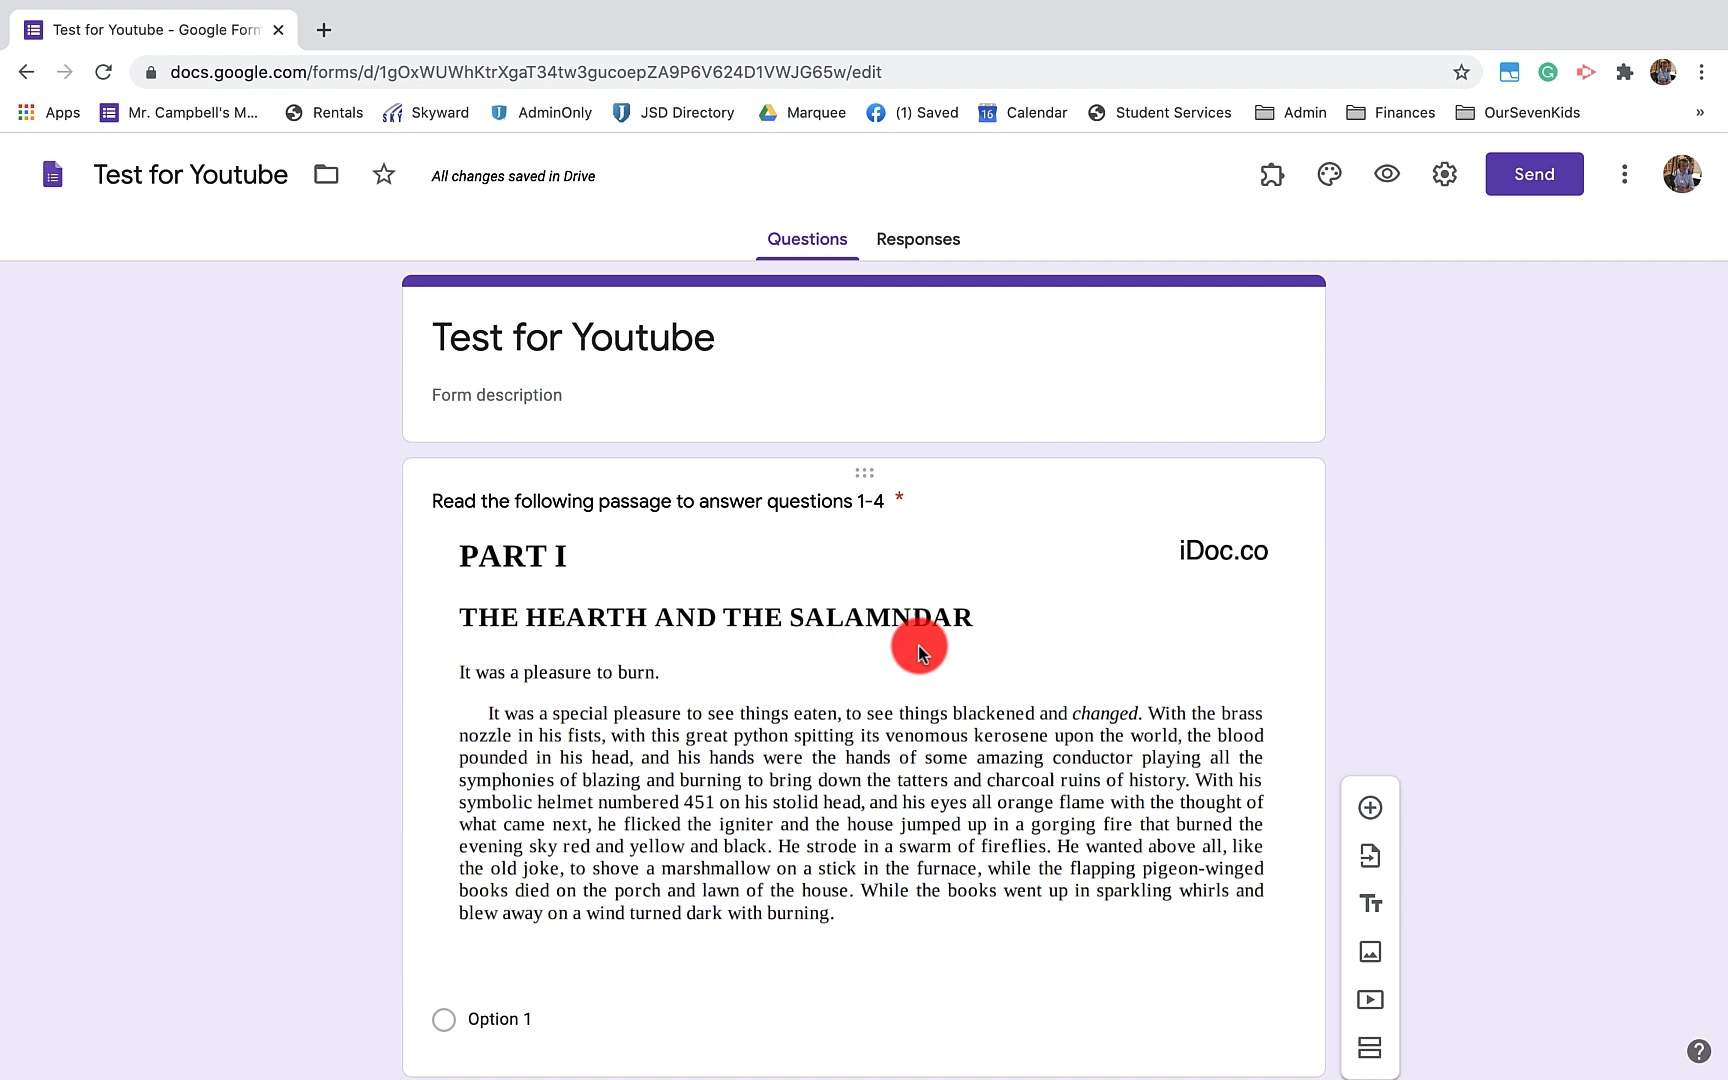 Test for Youtube - Google Form
docs.google.com/forms/d/1gOxWUWhKtrXgaT34tw3gucoepZA9P6V624D1VWJG65w/edit
Apps Mr. Campbell's M... Rentals Skyward AdminOnly JSD Directory Marquee (1) Saved 16 Calendar Student Services Admin Finances OurSevenKids »
Test for Youtube All changes saved in Drive Send
Questions Responses
Test for Youtube
Form description
Read the following passage to answer questions 1-4 *
PART I iDoc.co
THE HEARTH AND THE SALAMNDAR
It was a pleasure to burn.
It was a special pleasure to see things eaten, to see things blackened and changed. With the brass
nozzle in his fists, with this great python spitting its venomous kerosene upon the world, the blood
pounded in his head, and his hands were the hands of some amazing conductor playing all the
symphonies of blazing and burning to bring down the tatters and charcoal ruins of history. With his
symbolic helmet numbered 451 on his stolid head, and his eyes all orange flame with the thought of
what came next, he flicked the igniter and the house jumped up in a gorging fire that burned the
evening sky red and yellow and black. He strode in a swarm of fireflies. He wanted above all, like
the old joke, to shove a marshmallow on a stick in the furnace, while the flapping pigeon-winged
books died on the porch and lawn of the house. While the books went up in sparkling whirls and
blew away on a wind turned dark with burning.
Option 1